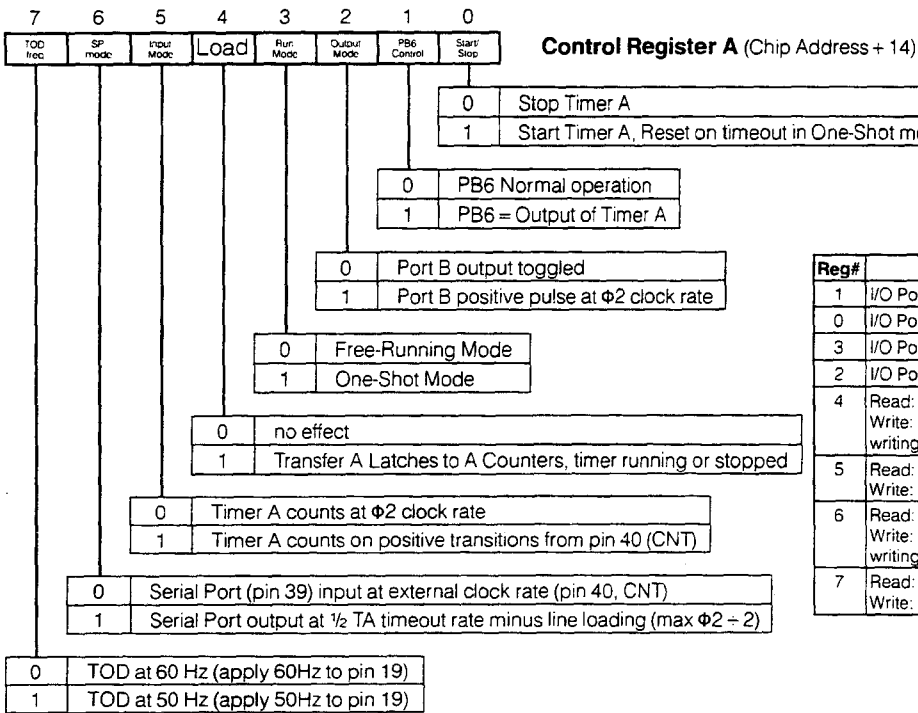 7 6 5 4 3 2 1 0
TOD freq SP mode Input Mode Load Run Mode Output Mode PB6 Control Start/ Stop
Control Register A (Chip Address + 14)
0 Stop Timer A
1 Start Timer A, Reset on timeout in One-Shot
0 PB6 Normal operation
1 PB6 = Output of Timer A
0 Port B output toggled
1 Port B positive pulse at Φ2 clock rate
0 Free-Running Mode
1 One-Shot Mode
0 no effect
1 Transfer A Latches to A Counters, timer running or stopped
0 Timer A counts at Φ2 clock rate
1 Timer A counts on positive transitions from pin 40 (CNT)
0 Serial Port (pin 39) input at external clock rate (pin 40, CNT)
1 Serial Port output at ½ TA timeout rate minus line loading (max Φ2 ÷ 2)
0 TOD at 60 Hz (apply 60Hz to pin 19)
1 TOD at 50 Hz (apply 50Hz to pin 19)
Reg#
1 I/O Po
0 I/O Po
3 I/O Po
2 I/O Po
4 Read:
Write:
writing
5 Read:
Write:
6 Read:
Write:
writing
7 Read:
Write: